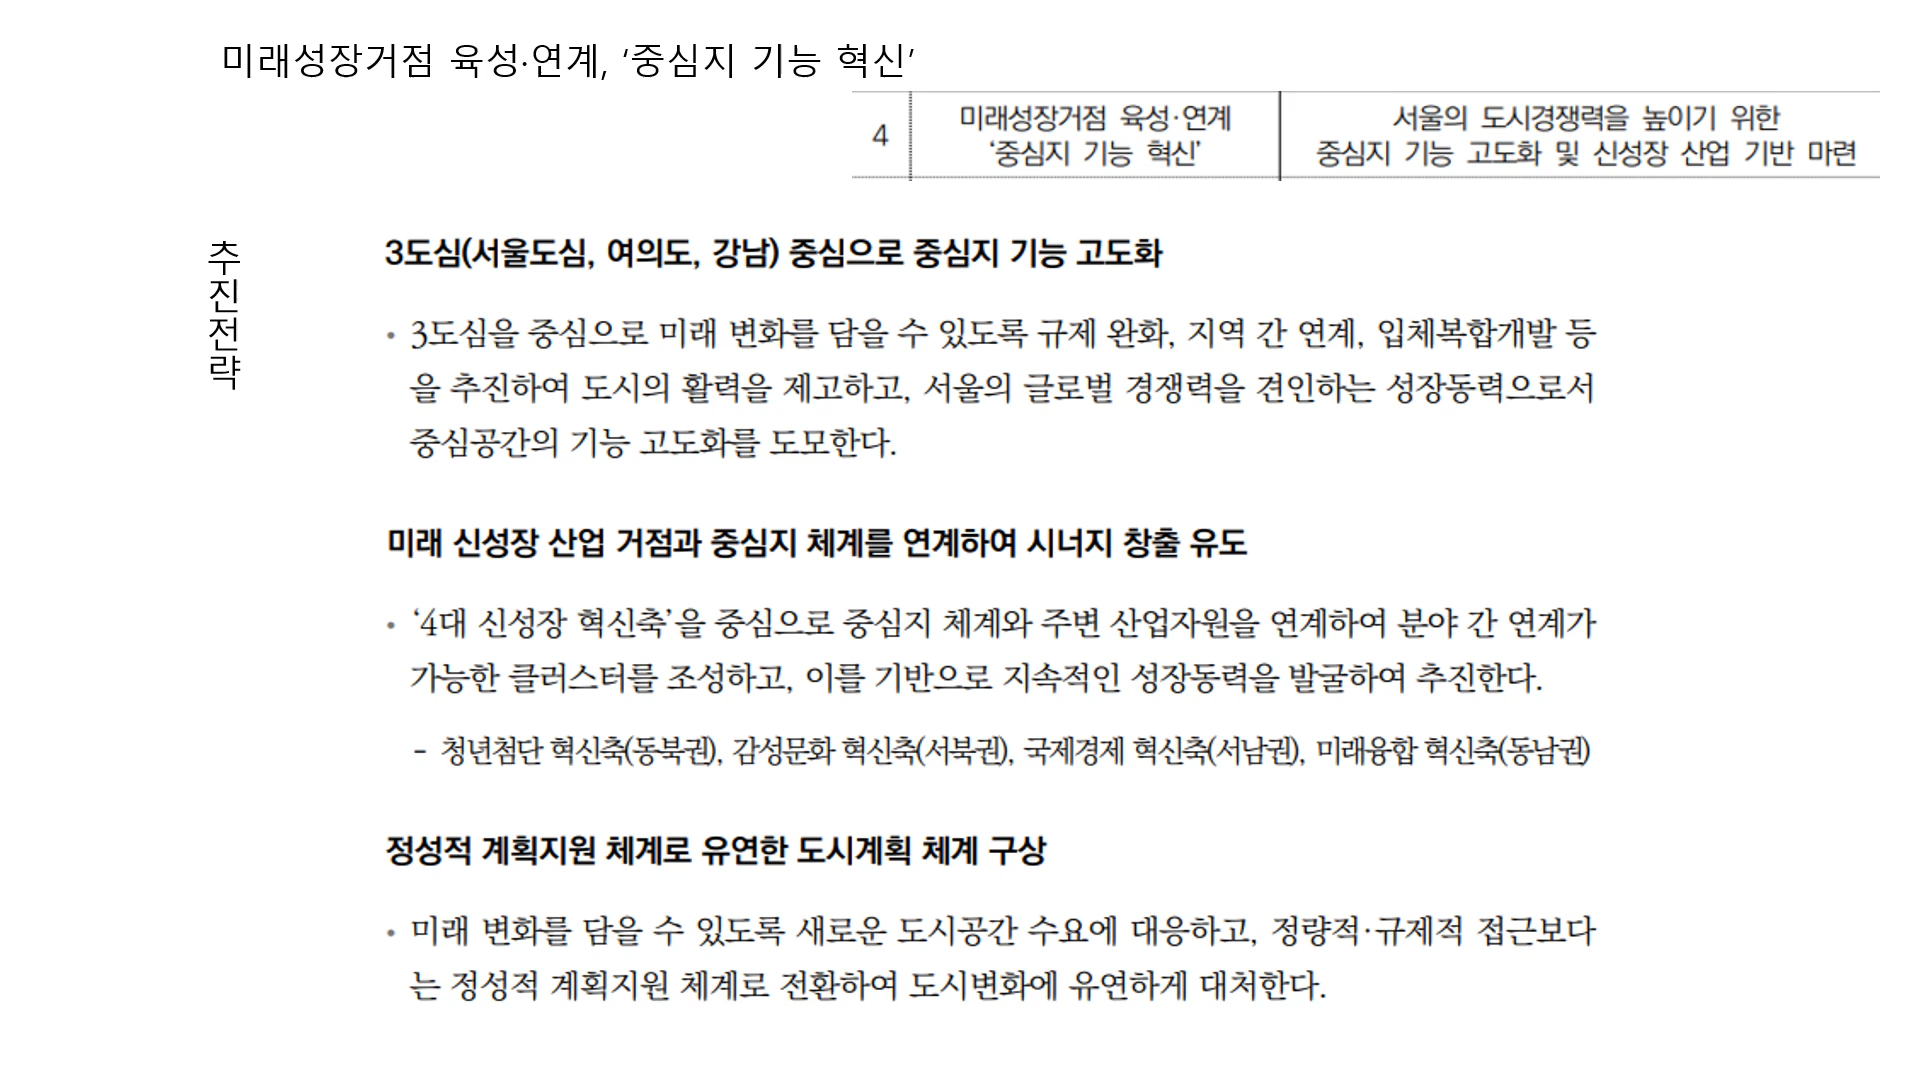 미래성장거점 육성·연계, ‘중심지 기능 혁신’
4
미래성장거점 육성·연계
‘중심지 기능 혁신’
서울의 도시경쟁력을 높이기 위한
중심지 기능 고도화 및 신성장 산업 기반 마련
추진전략
3도심(서울도심, 여의도, 강남) 중심으로 중심지 기능 고도화
• 3도심을 중심으로 미래 변화를 담을 수 있도록 규제 완화, 지역 간 연계, 입체복합개발 등
을 추진하여 도시의 활력을 제고하고, 서울의 글로벌 경쟁력을 견인하는 성장동력으로서
중심공간의 기능 고도화를 도모한다.
미래 신성장 산업 거점과 중심지 체계를 연계하여 시너지 창출 유도
• ‘4대 신성장 혁신축’을 중심으로 중심지 체계와 주변 산업자원을 연계하여 분야 간 연계가
가능한 클러스터를 조성하고, 이를 기반으로 지속적인 성장동력을 발굴하여 추진한다.
- 청년첨단 혁신축(동북권), 감성문화 혁신축(서북권), 국제경제 혁신축(서남권), 미래융합 혁신축(동남권)
정성적 계획지원 체계로 유연한 도시계획 체계 구상
• 미래 변화를 담을 수 있도록 새로운 도시공간 수요에 대응하고, 정량적·규제적 접근보다
는 정성적 계획지원 체계로 전환하여 도시변화에 유연하게 대처한다.